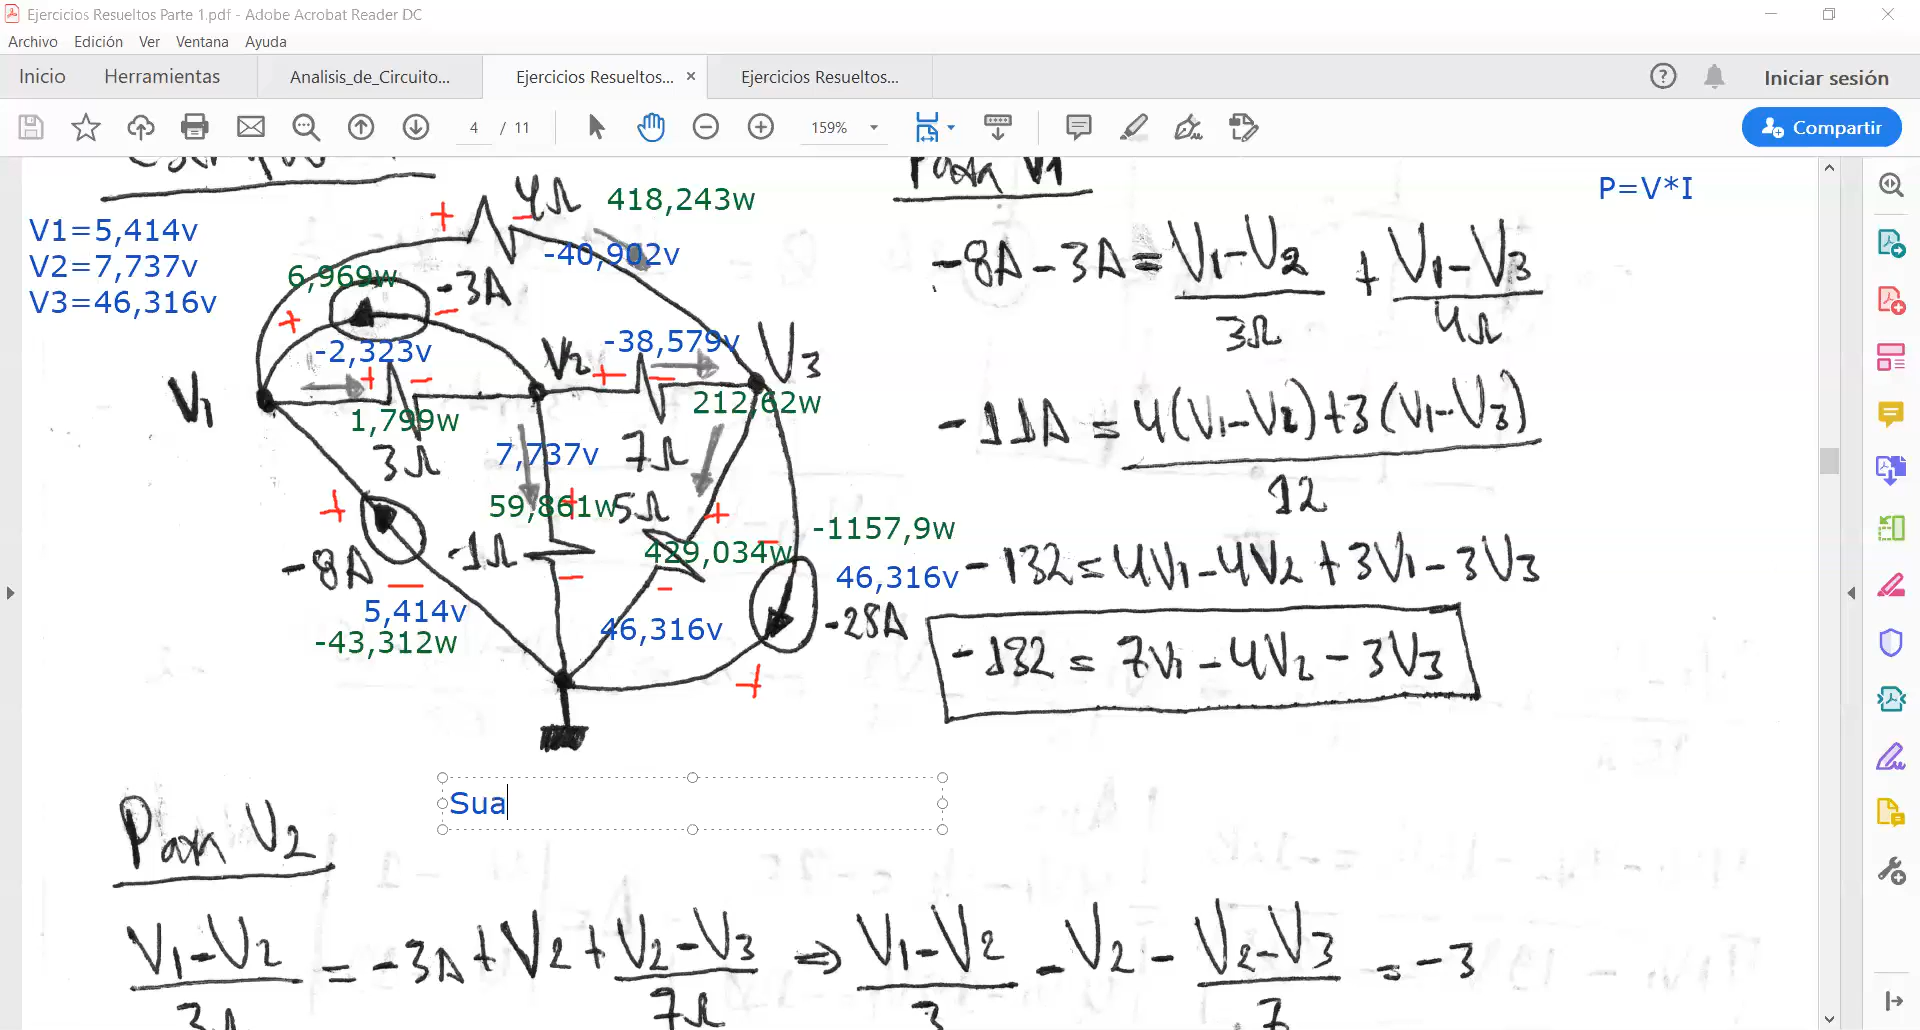 Ejercicios Resueltos Parte 1.pdf - Adobe Acrobat Reader DC
Archivo Edición Ver Ventana Ayuda
Inicio Herramientas Analisis_de_Circuito... Ejercicios Resueltos... × Ejercicios Resueltos... Iniciar sesión
4 / 11 159% Compartir
Para V1
P=V*I
4Ω 418,243w
V1=5,414v
V2=7,737v
V3=46,316v
+ - -40,902v
6,969w -3A
+ -
-8A - 3A = V1-V2 / 3Ω + V1-V3 / 4Ω
-2,323v V2 -38,579v V3
V1 + - + -
1,799w 212,62w
3Ω 7,737v 7Ω
-11A = 4(V1-V2)+3(V1-V3) / 12
+ 59,861w + 5Ω +
-1157,9w
-8A -1Ω 429,034w -
46,316v
- - -
-132 = 4V1-4V2+3V1-3V3
5,414v 46,316v -28A
-43,312w
+
-132 = 7V1-4V2-3V3
Sua
Para V2
V1-V2 / 3Ω = -3A + V2 + V2-V3 / 7Ω ⇒ V1-V2 / 3 - V2 - V2-V3 / 7 = -3